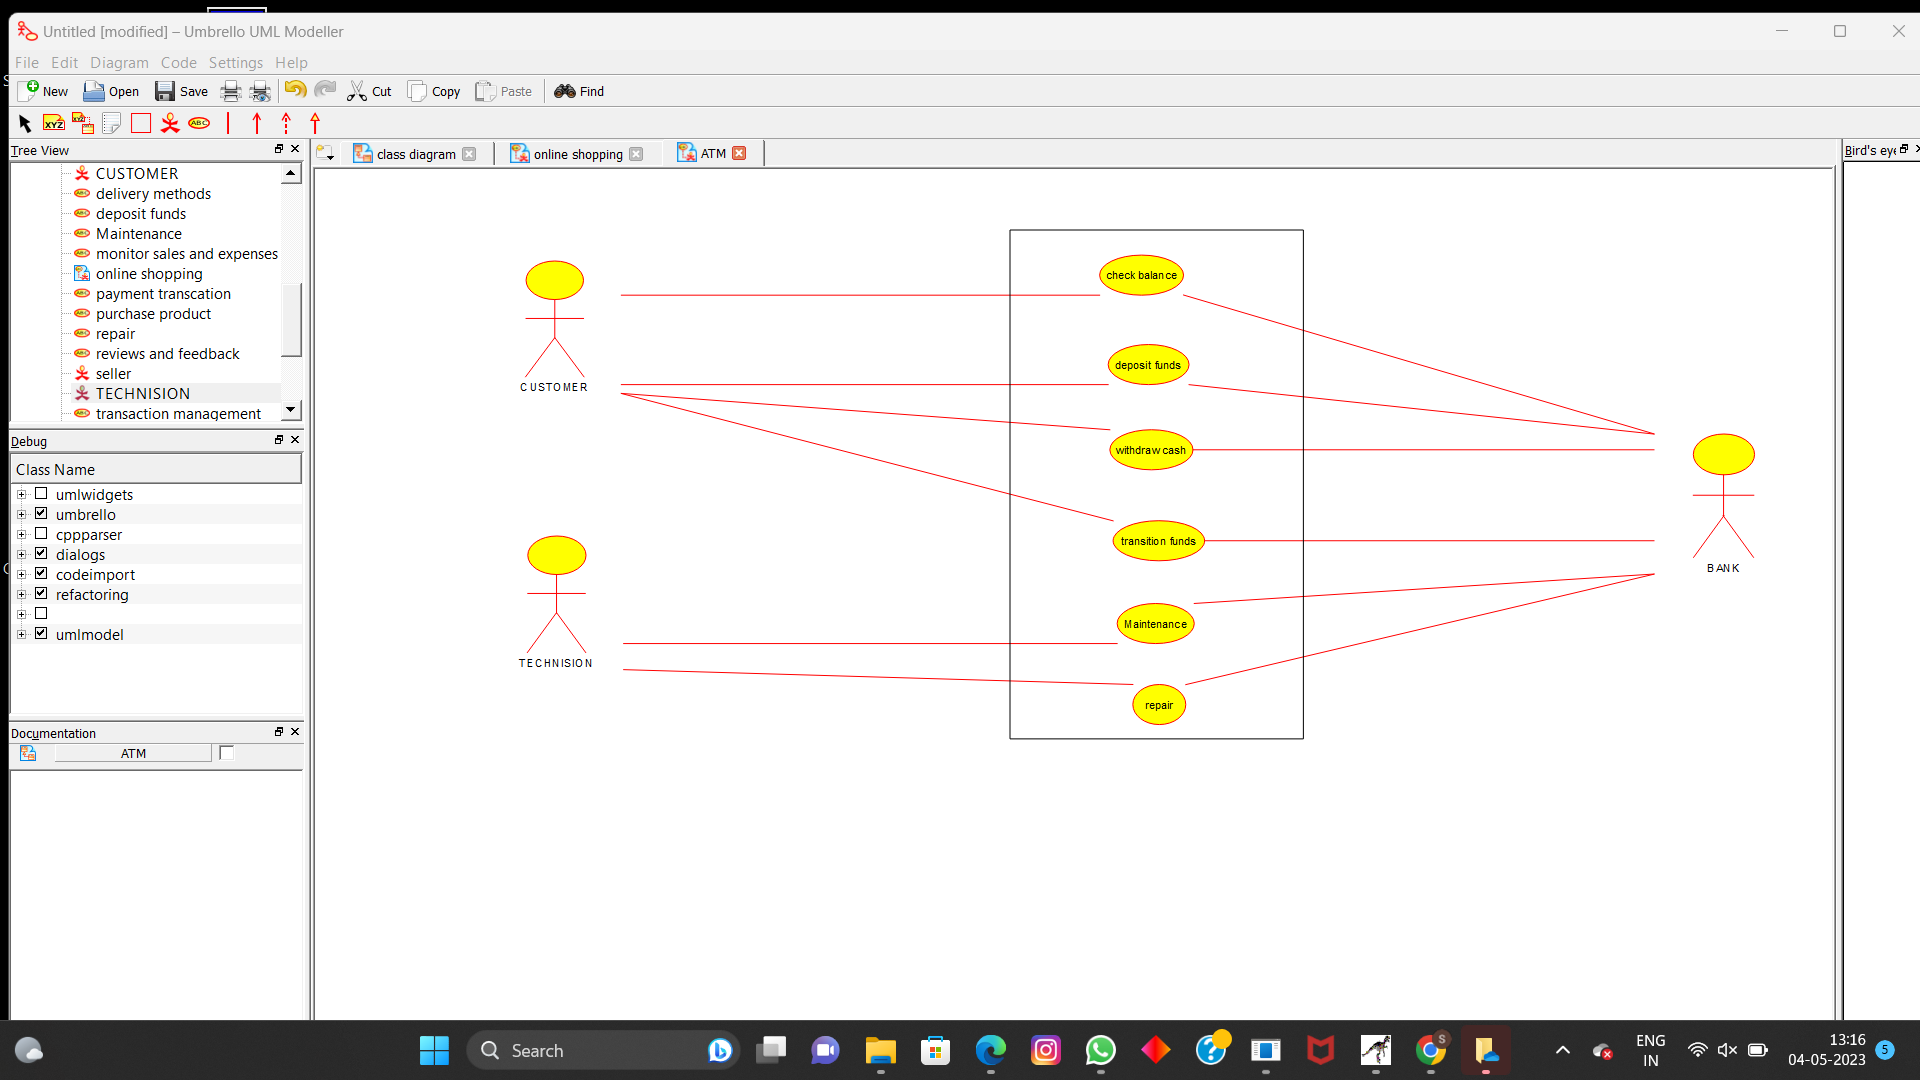 Untitled [modified] – Umbrello UML Modeller
File Edit Diagram Code Settings Help
New Open Save Cut Copy Paste Find
XYZ ABC
Tree View
CUSTOMER
delivery methods
deposit funds
Maintenance
monitor sales and expenses
online shopping
payment transcation
purchase product
repair
reviews and feedback
seller
TECHNISION
transaction management
Debug
Class Name
umlwidgets
umbrello
cppparser
dialogs
codeimport
refactoring
umlmodel
Documentation
ATM
class diagram online shopping ATM
Bird's eye
check balance
deposit funds
CUSTOMER
withdraw cash
transition funds
BANK
Maintenance
TECHNISION
repair
Search
S
ENG
IN
13:16
04-05-2023
5